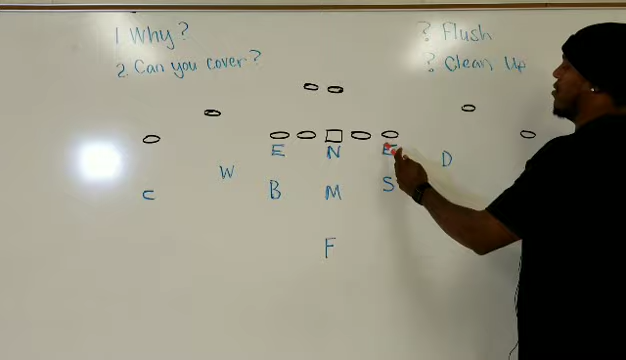 1 Why?
2. Can you cover?
? Flush
? Clean Up
E N E
W D
C B M S
F